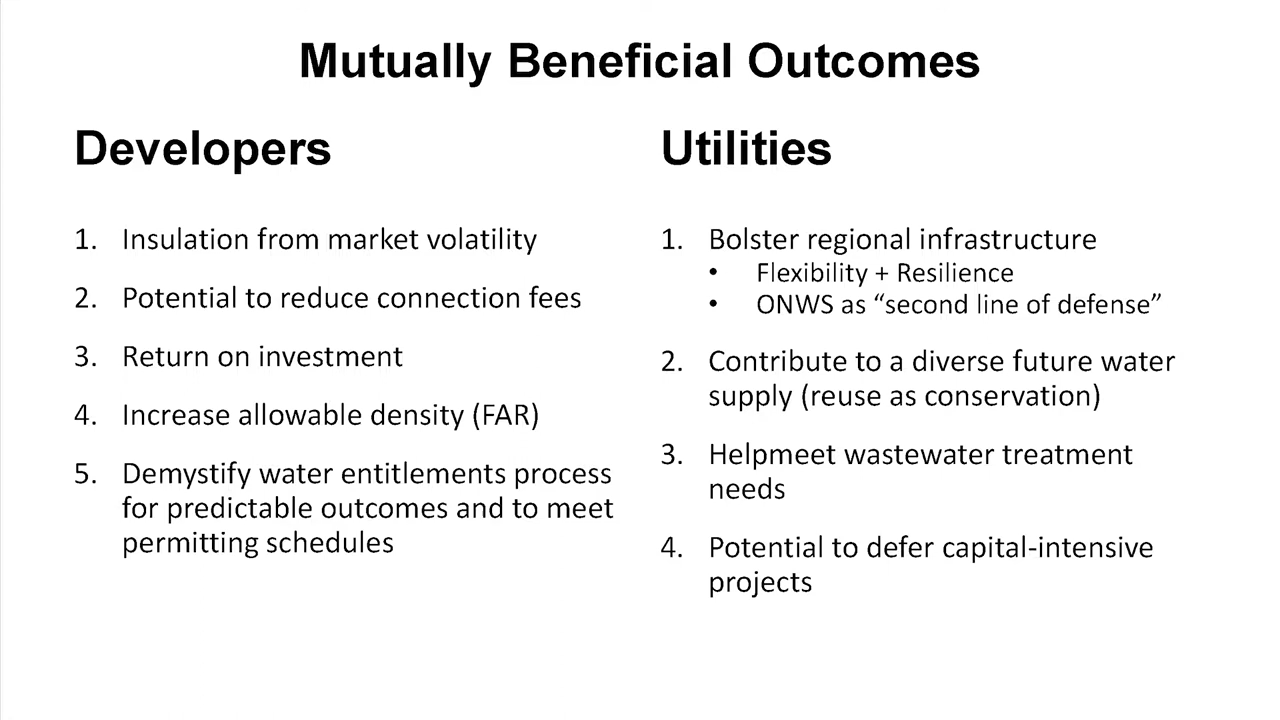 Mutually Beneficial Outcomes
Developers
1. Insulation from market volatility
2. Potential to reduce connection fees
3. Return on investment
4. Increase allowable density (FAR)
5. Demystify water entitlements process
for predictable outcomes and to meet
permitting schedules
Utilities
1. Bolster regional infrastructure
• Flexibility + Resilience
• ONWS as “second line of defense”
2. Contribute to a diverse future water
supply (reuse as conservation)
3. Helpmeet wastewater treatment
needs
4. Potential to defer capital-intensive
projects